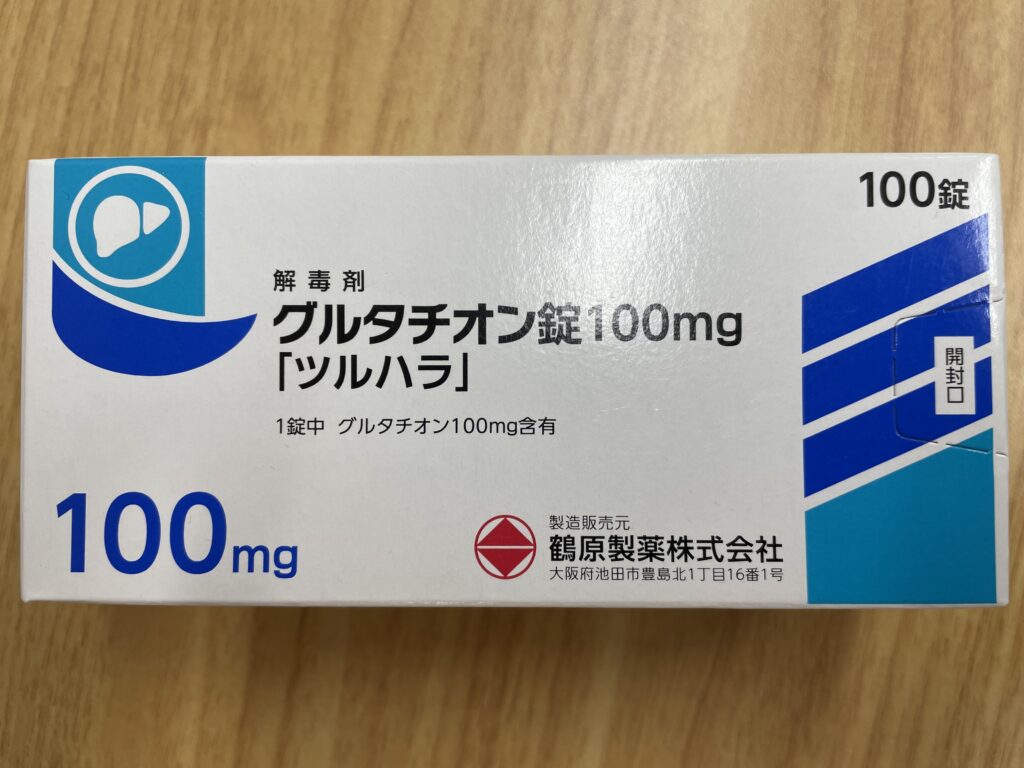 100錠
解毒剤
グルタチオン錠100mg
「ツルハラ」
1錠中 グルタチオン100mg含有
開封口
100mg
製造販売元
鶴原製薬株式会社
大阪府池田市豊島北1丁目16番1号